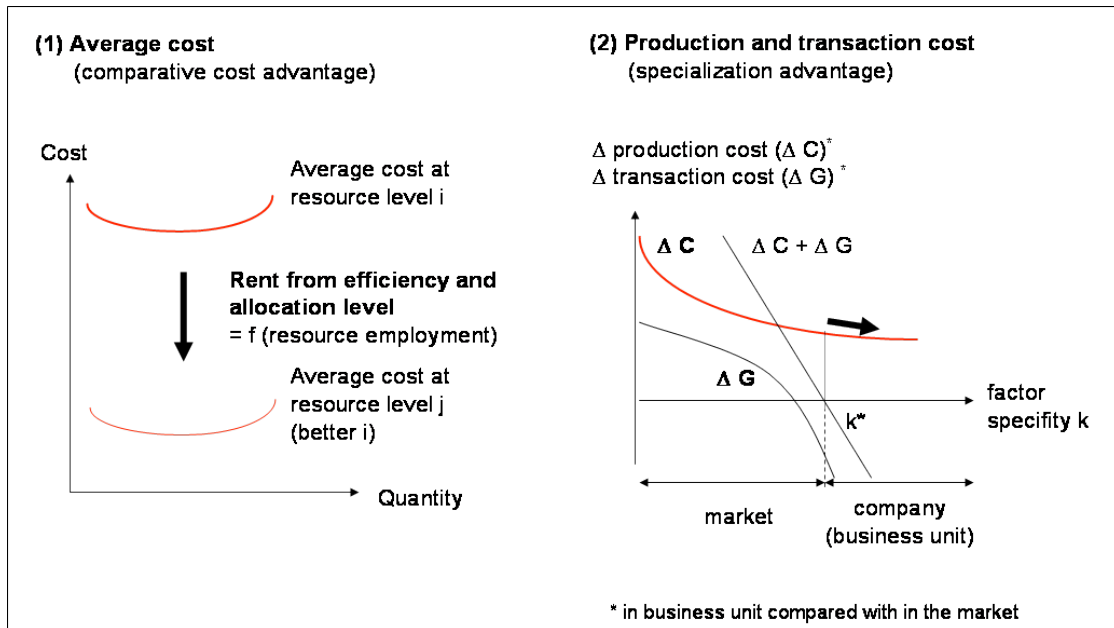 (1) Average cost
(comparative cost advantage)
Cost
Average cost at
resource level i
Rent from efficiency and
allocation level
= f (resource employment)
Average cost at
resource level j
(better i)
Quantity
(2) Production and transaction cost
(specialization advantage)
Δ production cost (Δ C)*
Δ transaction cost (Δ G) *
Δ C
Δ C + Δ G
Δ G
k*
factor
specifity k
market
company
(business unit)
* in business unit compared with in the market